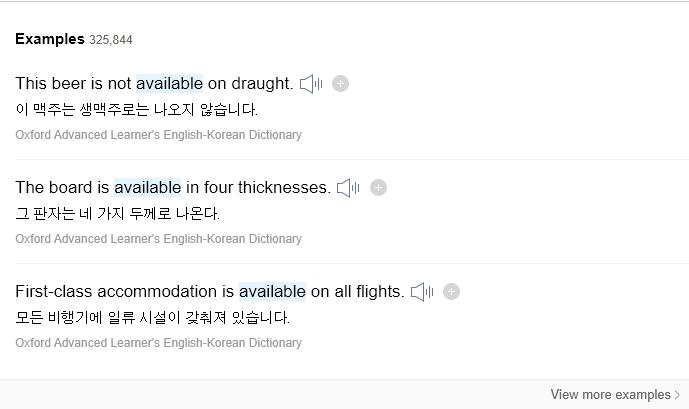 Examples 325,844
This beer is not available on draught.
이 맥주는 생맥주로는 나오지 않습니다.
Oxford Advanced Learner's English-Korean Dictionary
The board is available in four thicknesses.
그 판자는 네 가지 두께로 나온다.
Oxford Advanced Learner's English-Korean Dictionary
First-class accommodation is available on all flights.
모든 비행기에 일류 시설이 갖춰져 있습니다.
Oxford Advanced Learner's English-Korean Dictionary
View more examples